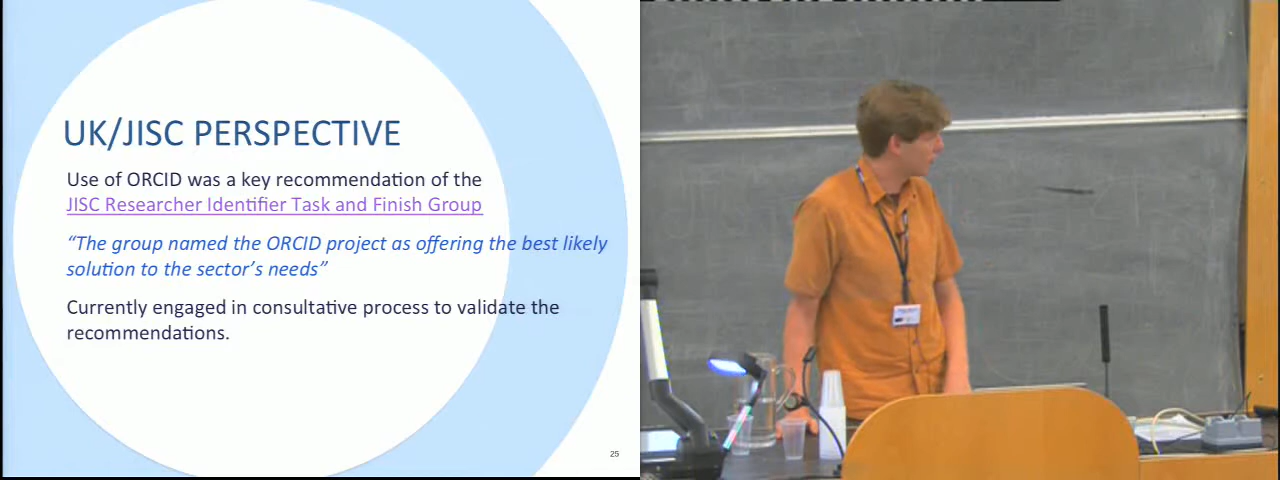 UK/JISC PERSPECTIVE
Use of ORCID was a key recommendation of the
JISC Researcher Identifier Task and Finish Group
“The group named the ORCID project as offering the best likely
solution to the sector’s needs”
Currently engaged in consultative process to validate the
recommendations.
25